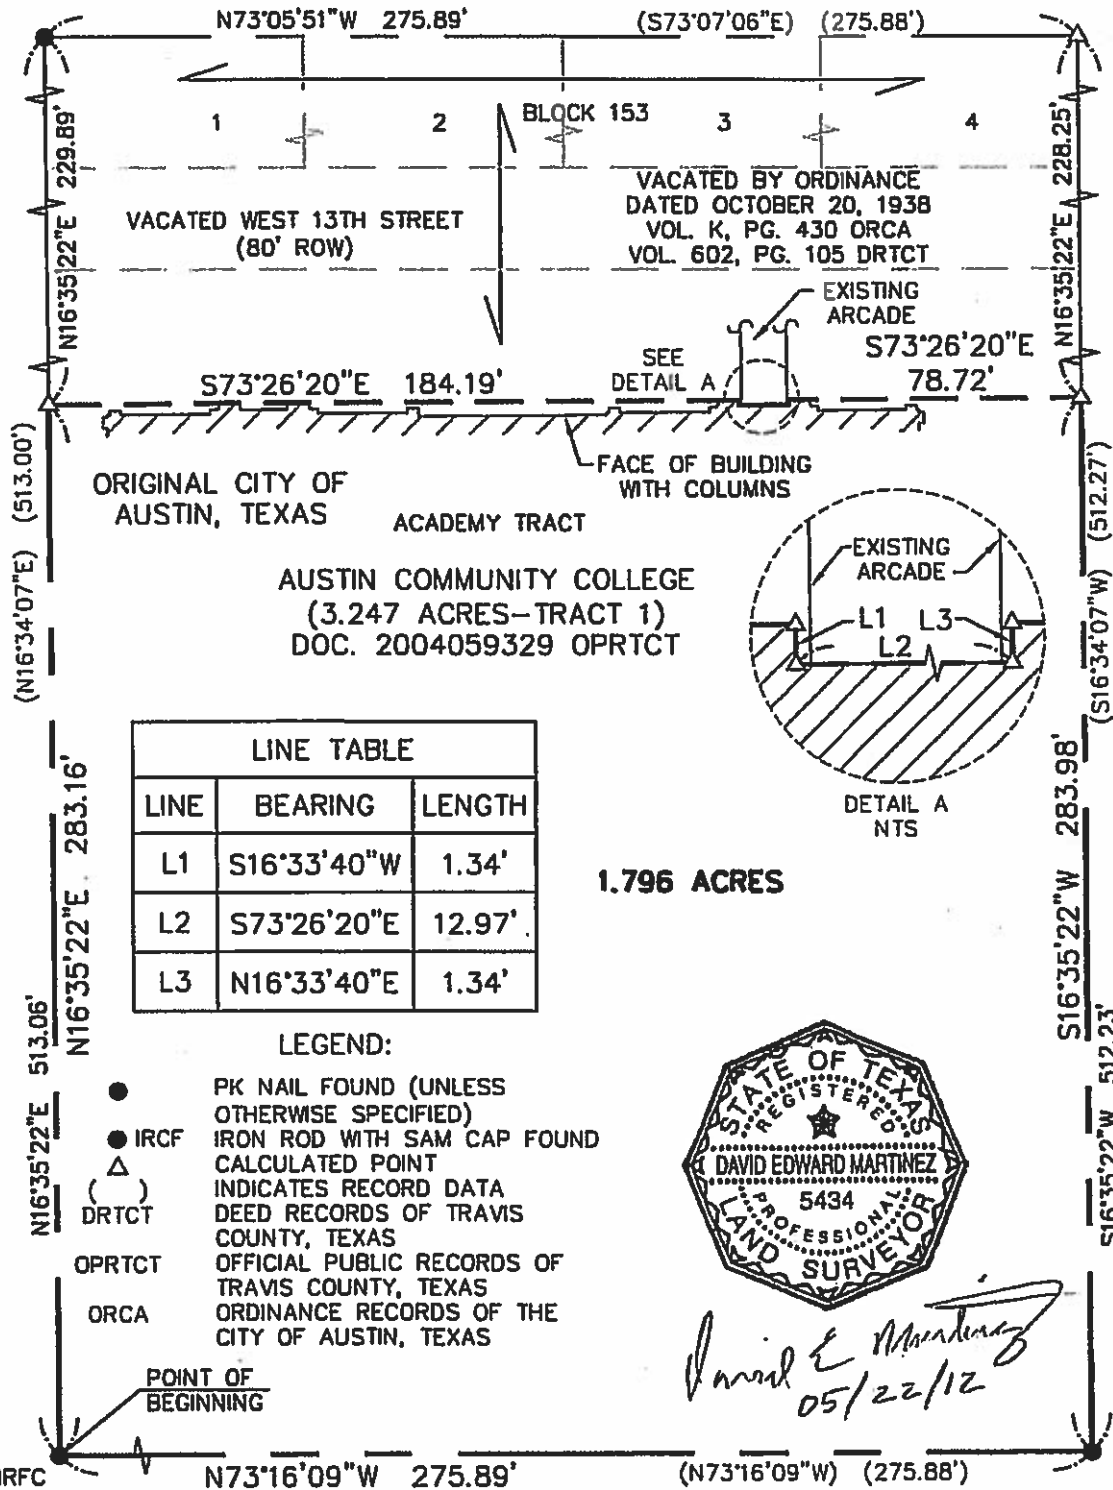 N73°05'51"W 275.89'
(S73°07'06"E) (275.88')
N16°35'22"E 229.89'
N16°35'22"E 228.25'
1
2
BLOCK 153
3
4
VACATED WEST 13TH STREET
(80' ROW)
VACATED BY ORDINANCE
DATED OCTOBER 20, 1938
VOL. K, PG. 430 ORCA
VOL. 602, PG. 105 DRTCT
EXISTING
ARCADE
SEE
DETAIL A
S73°26'20"E 184.19'
S73°26'20"E
78.72'
FACE OF BUILDING
WITH COLUMNS
ORIGINAL CITY OF
AUSTIN, TEXAS
ACADEMY TRACT
AUSTIN COMMUNITY COLLEGE
(3.247 ACRES-TRACT 1)
DOC. 2004059329 OPRTCT
(N16°34'07"E) (513.00')
(S16°34'07"W) (512.27')
EXISTING
ARCADE
L1
L3
L2
DETAIL A
NTS
N16°35'22"E 283.16'
S16°35'22"W 283.98'
N16°35'22"E 513.06'
S16°35'22"W 512.23'
LINE TABLE
LINE BEARING LENGTH
L1 S16°33'40"W 1.34'
L2 S73°26'20"E 12.97'
L3 N16°33'40"E 1.34'
1.796 ACRES
LEGEND:
PK NAIL FOUND (UNLESS
OTHERWISE SPECIFIED)
IRCF IRON ROD WITH SAM CAP FOUND
CALCULATED POINT
( ) INDICATES RECORD DATA
DRTCT DEED RECORDS OF TRAVIS
COUNTY, TEXAS
OPRTCT OFFICIAL PUBLIC RECORDS OF
TRAVIS COUNTY, TEXAS
ORCA ORDINANCE RECORDS OF THE
CITY OF AUSTIN, TEXAS
STATE OF TEXAS
REGISTERED
DAVID EDWARD MARTINEZ
5434
PROFESSIONAL
LAND SURVEYOR
David E Martinez
05/22/12
POINT OF
BEGINNING
IRFC
N73°16'09"W 275.89'
(N73°16'09"W) (275.88')